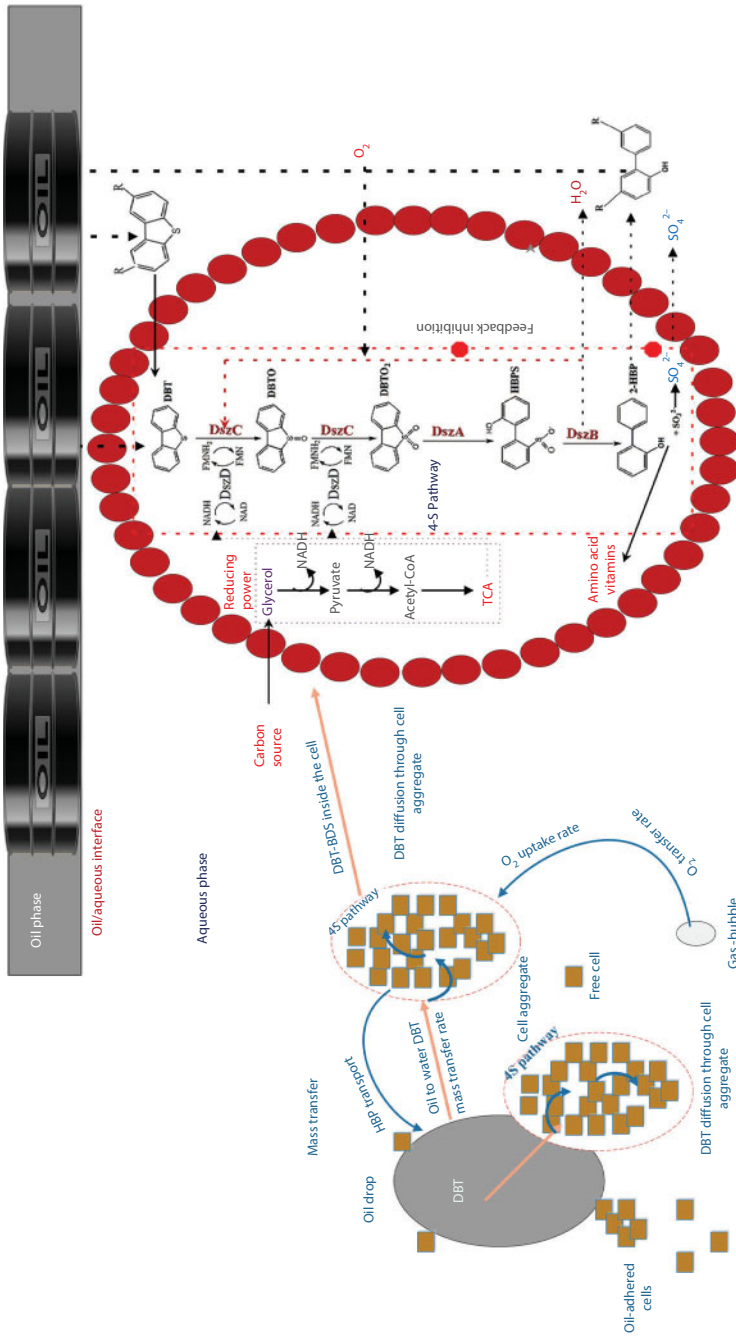 OIL
OIL
OIL
OIL
Oil phase
Oil/aqueous interface
Aqueous phase
Mass transfer
HBP transport
Oil to water DBT
mass transfer rate
Oil drop
DBT
Oil-adhered
cells
4S pathway
DBT diffusion through cell
aggregate
4S pathway
Cell aggregate
Free cell
DBT-BDS inside the cell
DBT diffusion through cell
aggregate
O2 uptake rate
O2 transfer rate
Gas-bubble
Carbon
source
Reducing
power
Glycerol
NADH
Pyruvate
NADH
Acetyl-CoA
TCA
R
S
R
DBT
S
DszC
FMNH2
FMN
DszD
NADH
NAD
DBTO
S=O
DszC
FMNH2
FMN
DszD
NADH
NAD
DBTO2
DszA
4-S Pathway
HBPS
HO
DszB
2-HBP
OH
+ SO3 2–
SO4 2–
SO4 2–
Amino acid
vitamins
Feedback inhibition
O2
H2O
R
R
OH